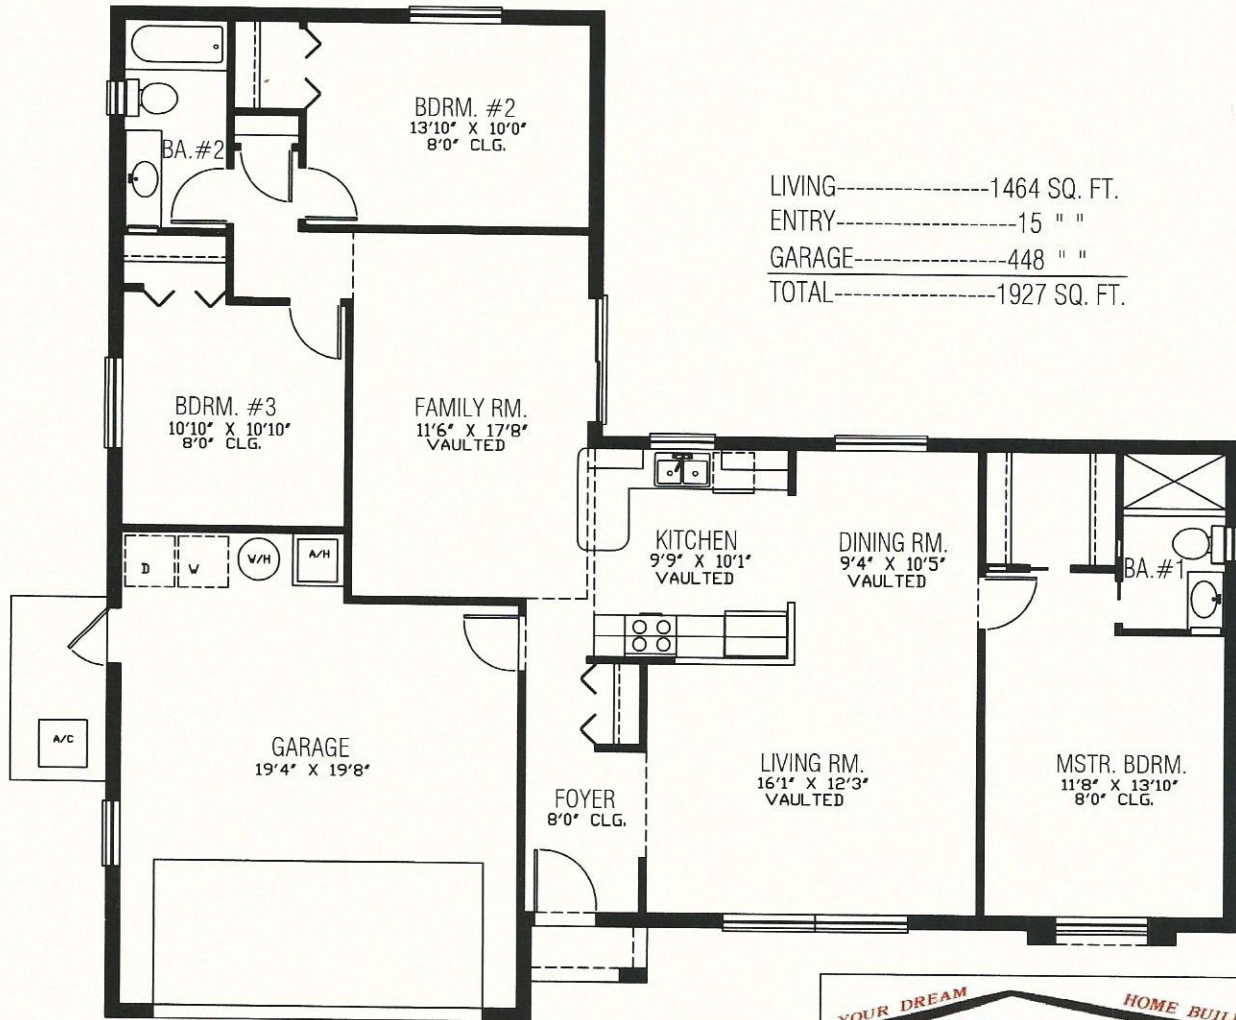 BDRM. #2
13'10" X 10'0"
8'0" CLG.
BA.#2
LIVING---------------1464 SQ. FT.
ENTRY-----------------15 " "
GARAGE---------------448 " "
TOTAL----------------1927 SQ. FT.
BDRM. #3
10'10" X 10'10"
8'0" CLG.
FAMILY RM.
11'6" X 17'8"
VAULTED
D
W
W/H
A/H
KITCHEN
9'9" X 10'1"
VAULTED
DINING RM.
9'4" X 10'5"
VAULTED
BA.#1
A/C
GARAGE
19'4" X 19'8"
FOYER
8'0" CLG.
LIVING RM.
16'1" X 12'3"
VAULTED
MSTR. BDRM.
11'8" X 13'10"
8'0" CLG.
YOUR DREAM
HOME